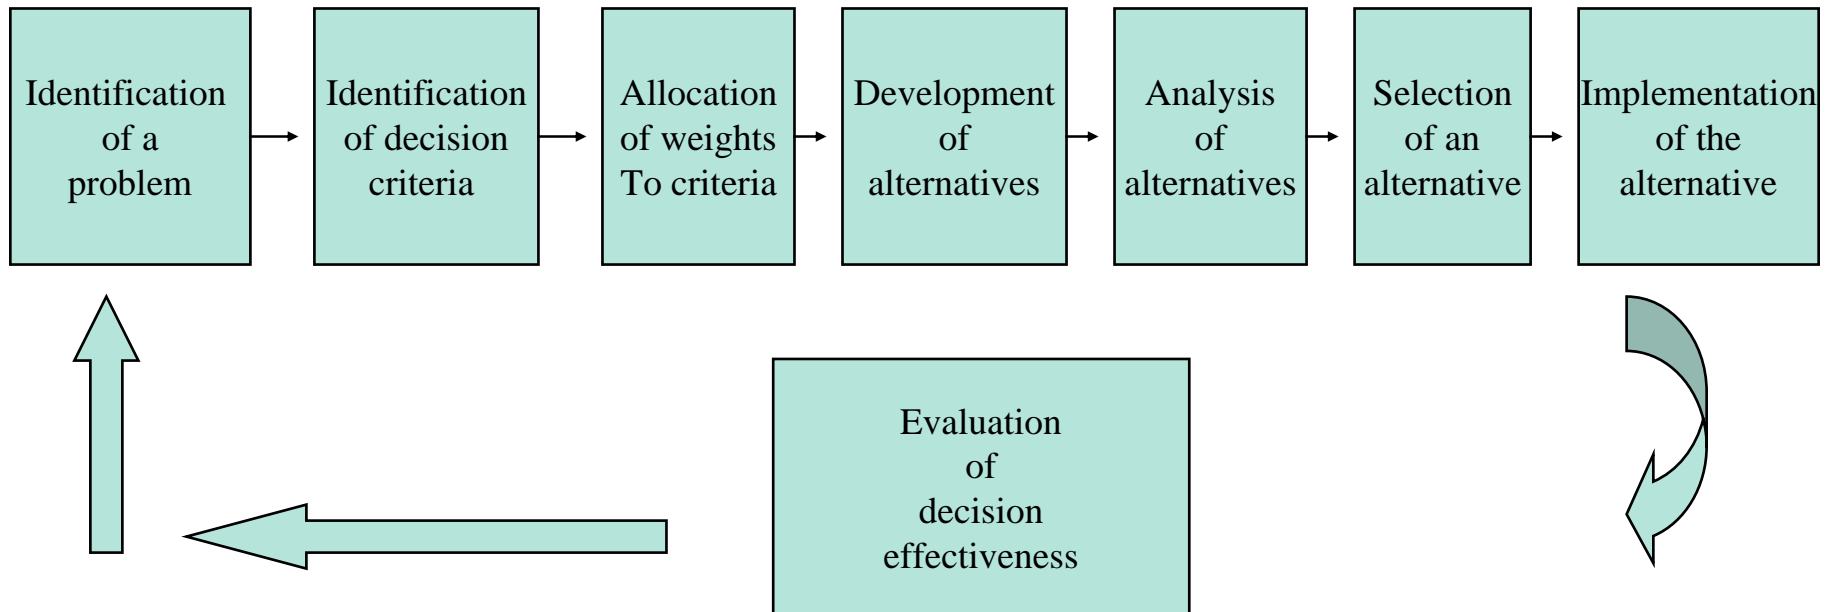 Identification
of a
problem
Identification
of decision
criteria
Allocation
of weights
To criteria
Development
of
alternatives
Analysis
of
alternatives
Selection
of an
alternative
Implementation
of the
alternative
Evaluation
of
decision
effectiveness